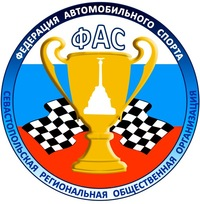 ФЕДЕРАЦИЯ АВТОМОБИЛЬНОГО СПОРТА
ФАС
СЕВАСТОПОЛЬСКАЯ РЕГИОНАЛЬНАЯ ОБЩЕСТВЕННАЯ ОРГАНИЗАЦИЯ